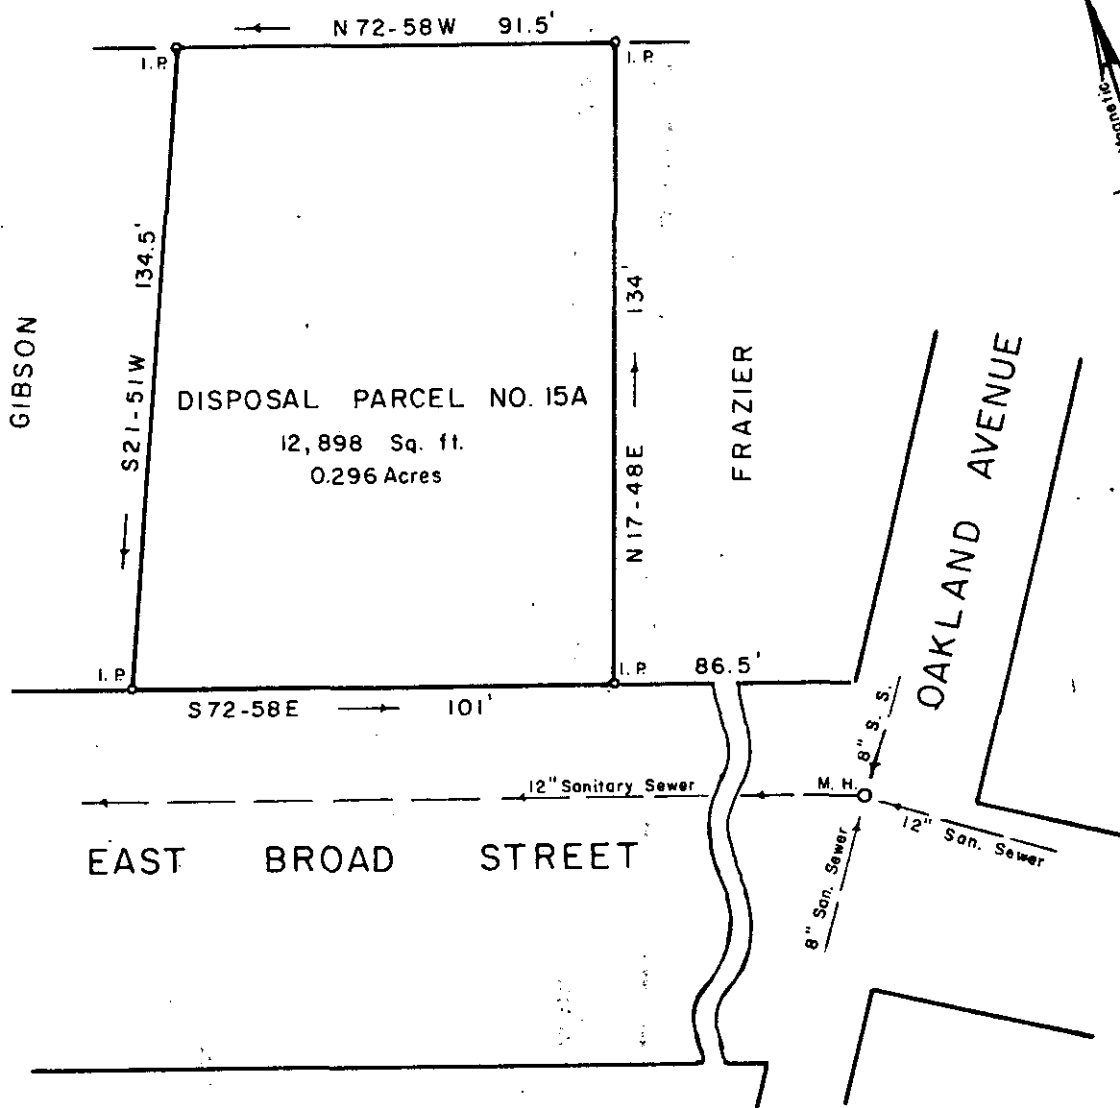 N 72-58 W 91.5'
I. P.
I. P.
Magnetic
GIBSON
S 21-51 W 134.5'
DISPOSAL PARCEL NO. 15A
12,898 Sq. ft.
0.296 Acres
N 17-48 E 134'
FRAZIER
OAKLAND AVENUE
I. P.
I. P.
86.5'
S 72-58 E 101'
8" S. S.
12" Sanitary Sewer
M. H.
12" San. Sewer
8" San. Sewer
EAST BROAD STREET